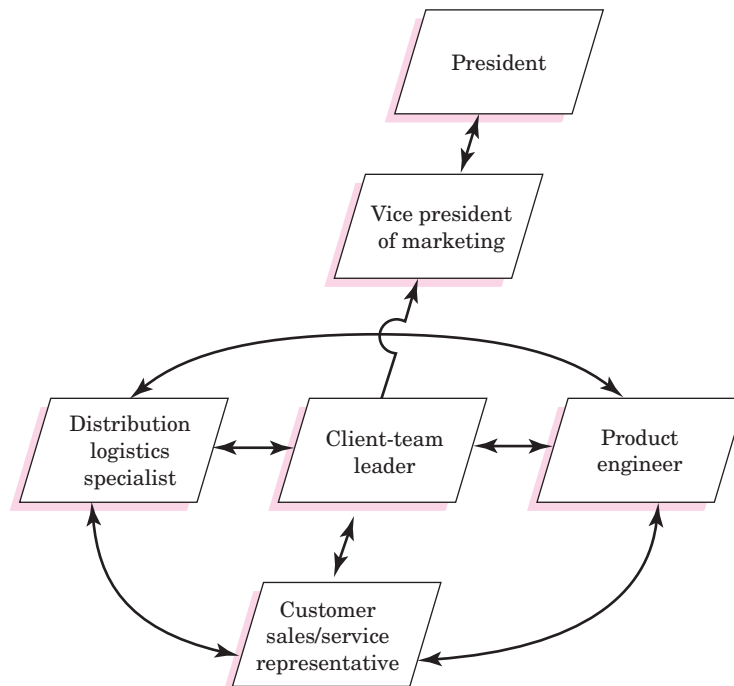 President
Vice president
of marketing
Distribution
logistics
specialist
Client-team
leader
Product
engineer
Customer
sales/service
representative